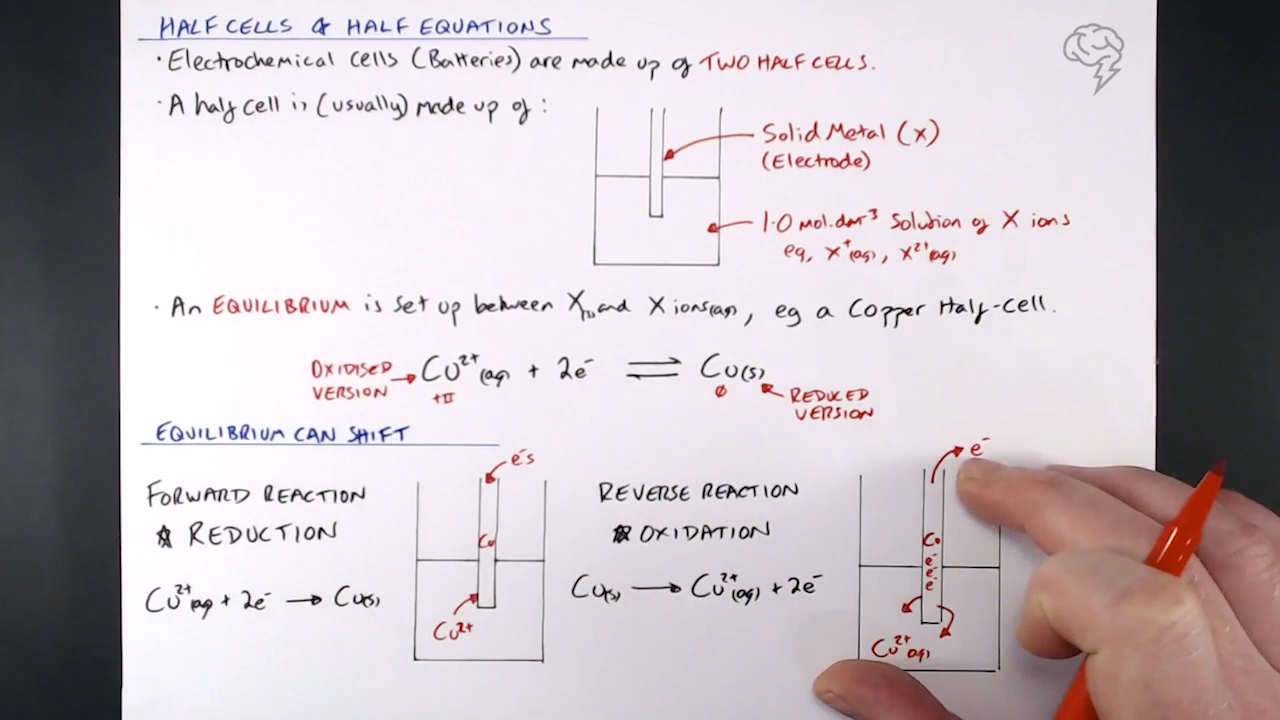 HALF CELLS & HALF EQUATIONS
· Electrochemical cells (Batteries) are made up of TWO HALF CELLS.
· A half cell is (usually) made up of :
Solid Metal (X)
(Electrode)
1.0 mol.dm⁻³ Solution of X ions
eg, X⁺(aq), X²⁺(aq)
· An EQUILIBRIUM is set up between X(s) and X ions(aq), eg a Copper Half-cell.
OXIDISED VERSION → Cu²⁺(aq) + 2e⁻ ⇌ Cu(s)
+II
0
REDUCED VERSION
EQUILIBRIUM CAN SHIFT
FORWARD REACTION
★ REDUCTION
Cu²⁺(aq) + 2e⁻ → Cu(s)
e⁻s
Cu
Cu²⁺
REVERSE REACTION
★ OXIDATION
Cu(s) → Cu²⁺(aq) + 2e⁻
e⁻
Cu
e⁻
e⁻
e⁻
Cu²⁺(aq)